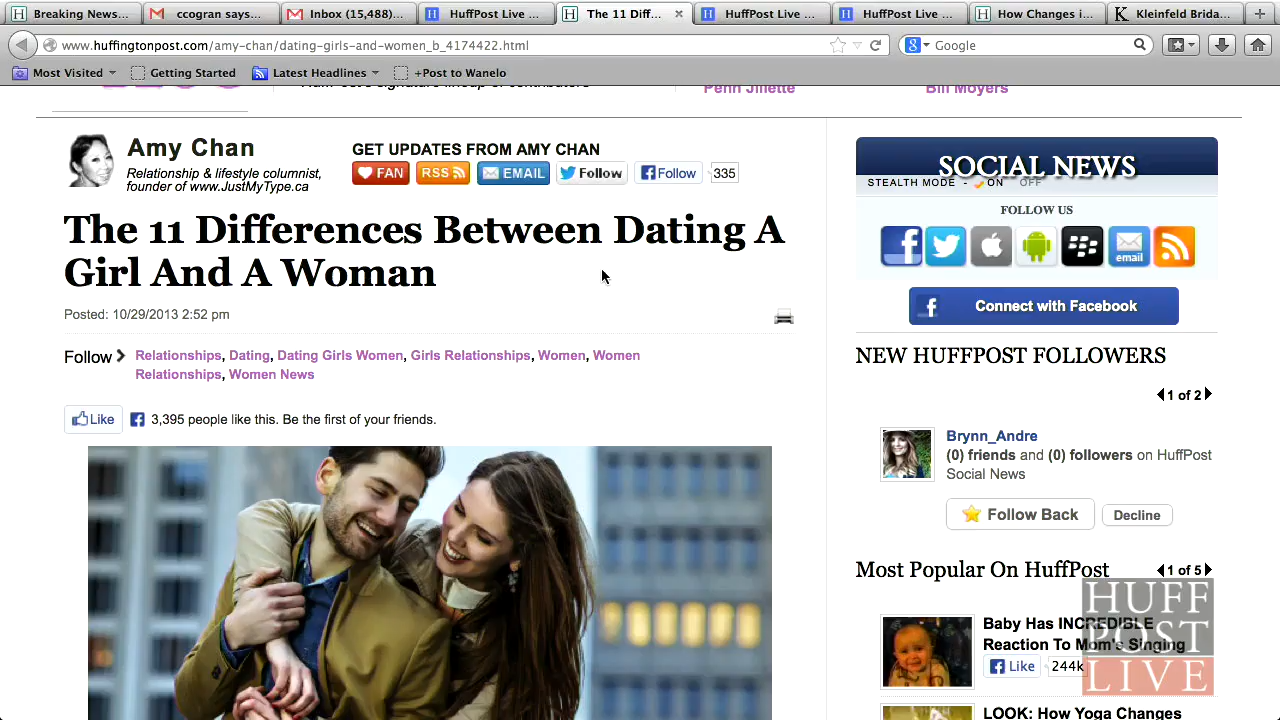 Breaking News...
ccogran says...
Inbox (15,488)...
HuffPost Live ...
The 11 Diff...
HuffPost Live ...
HuffPost Live ...
How Changes i...
Kleinfeld Brida...
www.huffingtonpost.com/amy-chan/dating-girls-and-women_b_4174422.html
Google
Most Visited
Getting Started
Latest Headlines
+Post to Wanelo
Penn Jillette
Bill Moyers
Amy Chan
Relationship & lifestyle columnist,
founder of www.JustMyType.ca
GET UPDATES FROM AMY CHAN
FAN
RSS
EMAIL
Follow
Follow
335
The 11 Differences Between Dating A
Girl And A Woman
Posted: 10/29/2013 2:52 pm
Follow
Relationships, Dating, Dating Girls Women, Girls Relationships, Women, Women
Relationships, Women News
Like
3,395 people like this. Be the first of your friends.
SOCIAL NEWS
STEALTH MODE - ON OFF
FOLLOW US
email
Connect with Facebook
NEW HUFFPOST FOLLOWERS
1 of 2
Brynn_Andre
(0) friends and (0) followers on HuffPost
Social News
Follow Back
Decline
Most Popular On HuffPost
1 of 5
Baby Has INCREDIBLE
Reaction To Mom's Singing
Like
244k
LOOK: How Yoga Changes
HUFF
POST
LIVE